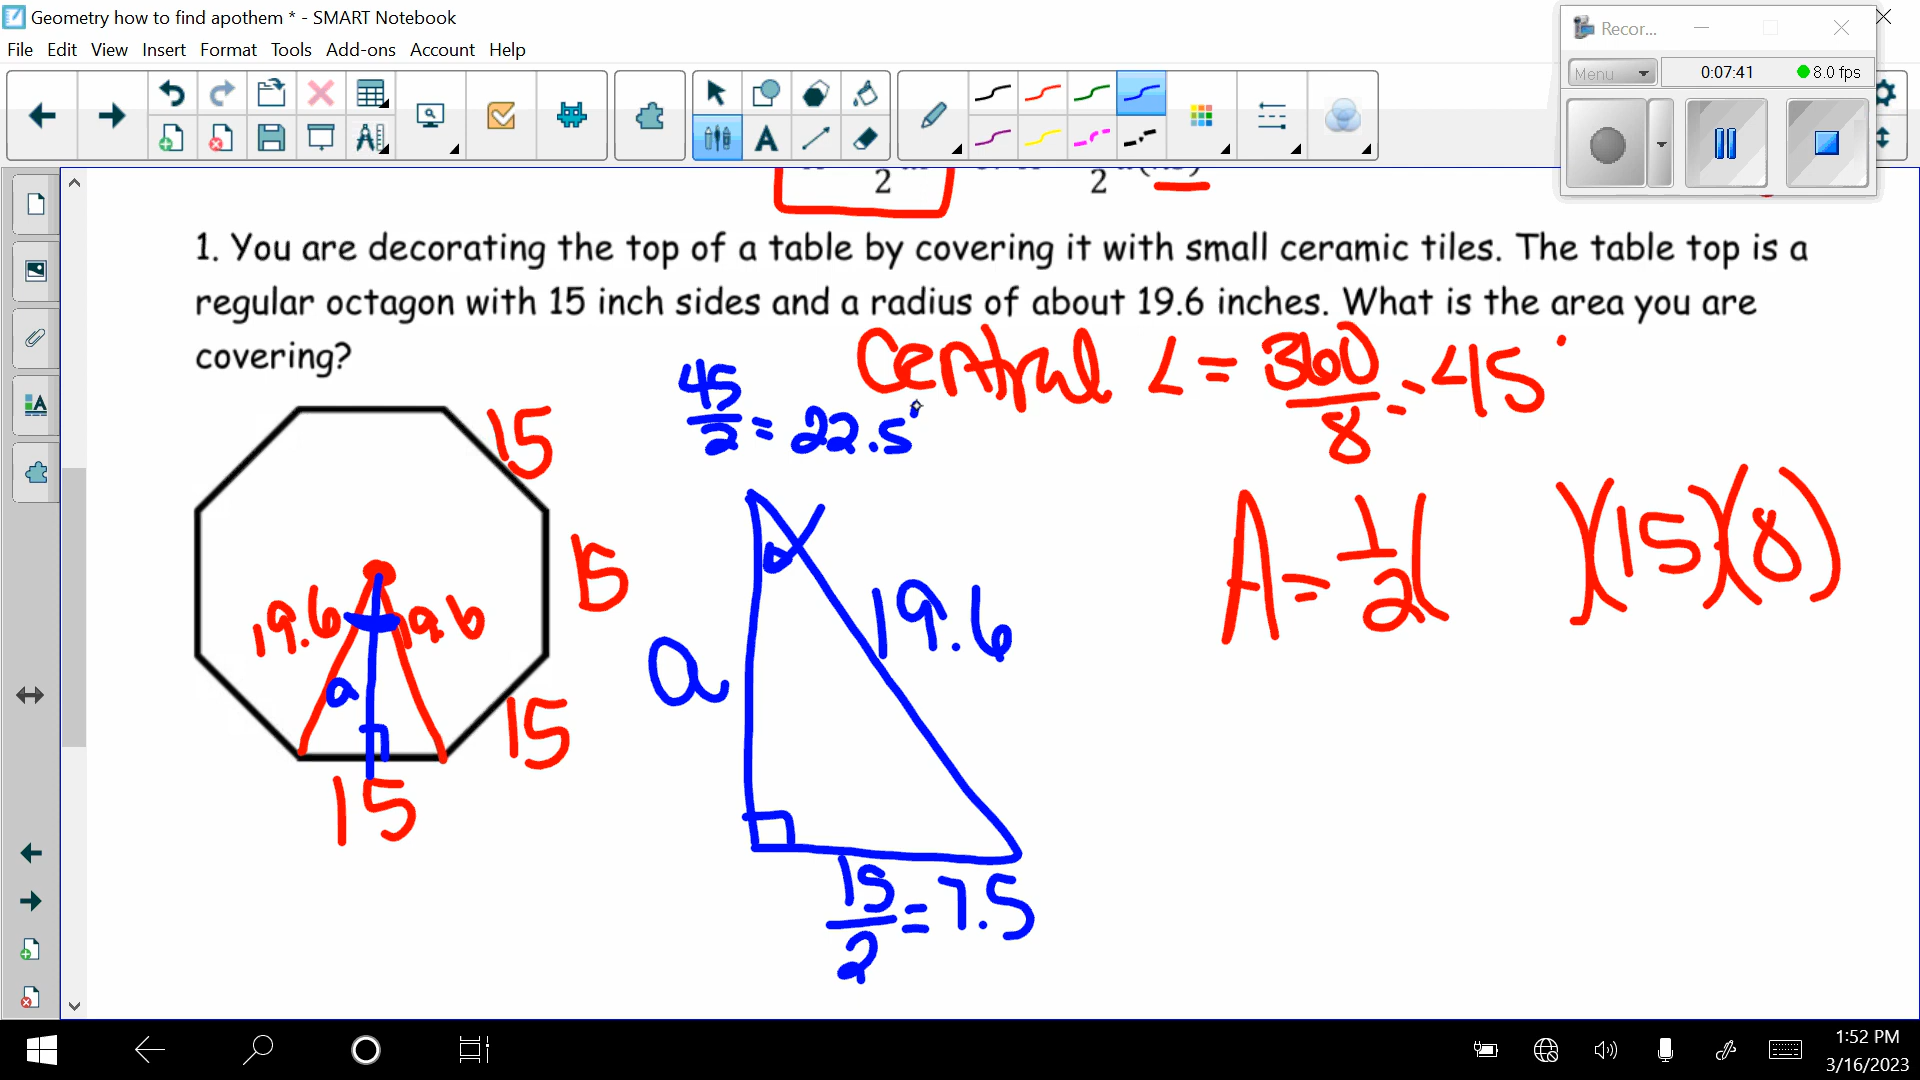 Geometry how to find apothem * - SMART Notebook
File Edit View Insert Format Tools Add-ons Account Help
Recor...
Menu
0:07:41
8.0 fps
2
2
1. You are decorating the top of a table by covering it with small ceramic tiles. The table top is a
regular octagon with 15 inch sides and a radius of about 19.6 inches. What is the area you are
covering?
Central ∠ = 360/8 = 45°
45/2 = 22.5°
15
15
15
15
19.6
19.6
a
a
19.6
15/2 = 7.5
A = 1/2( )(15)(8)
1:52 PM
3/16/2023